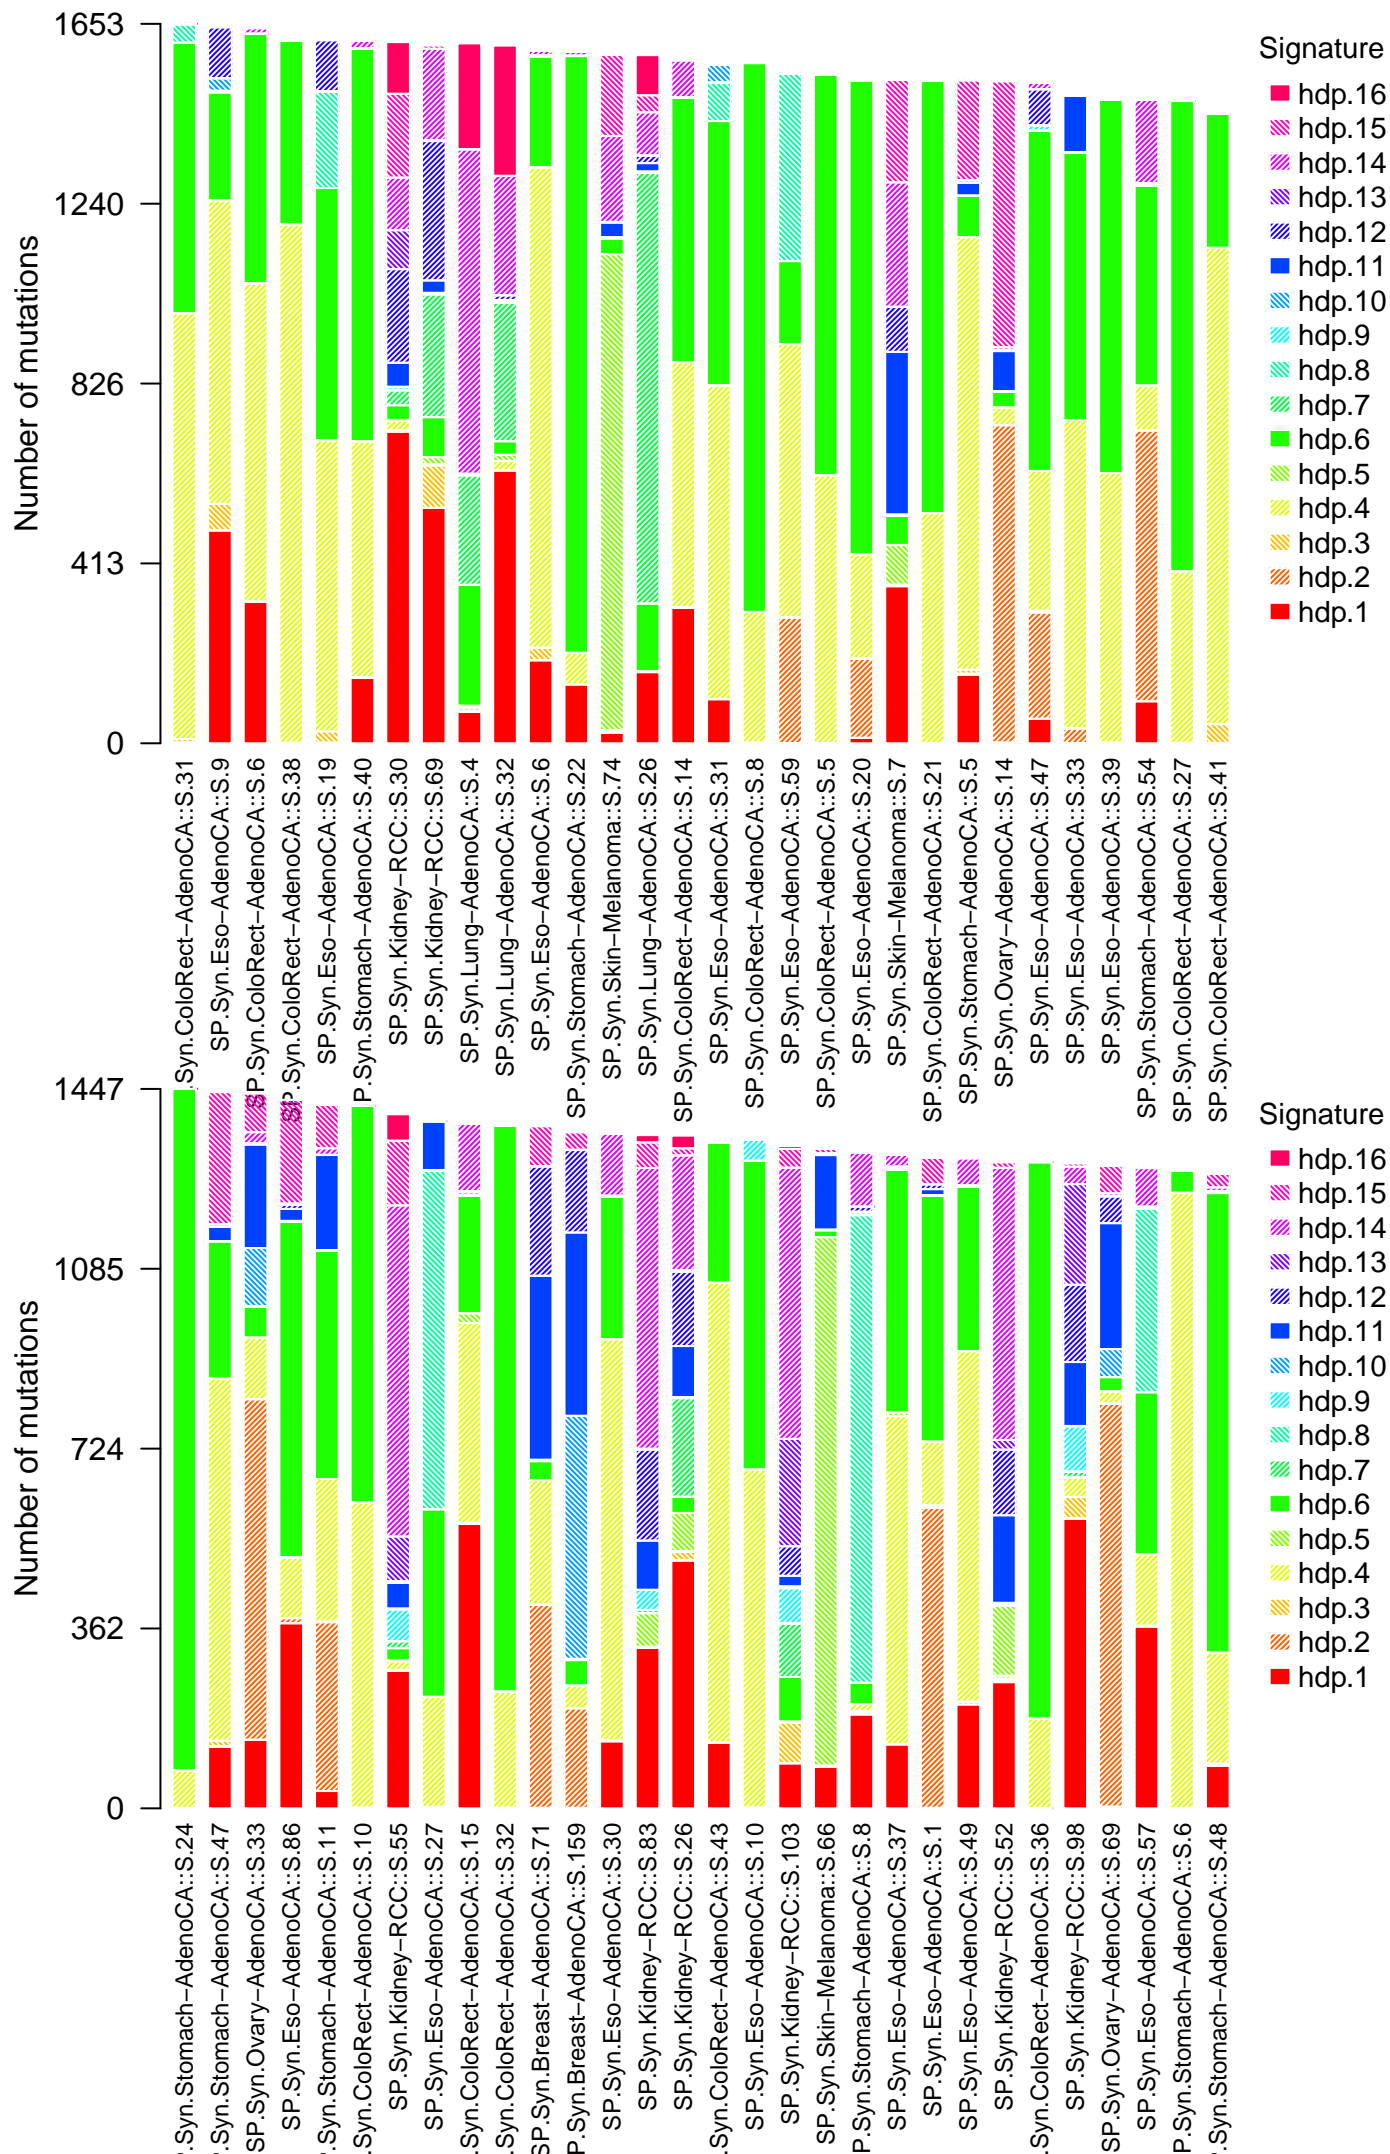 Number of mutations
1653
1240
826
413
0
Signature
hdp.16
hdp.15
hdp.14
hdp.13
hdp.12
hdp.11
hdp.10
hdp.9
hdp.8
hdp.7
hdp.6
hdp.5
hdp.4
hdp.3
hdp.2
hdp.1
.Syn.ColoRect−AdenoCA::S.31
SP.Syn.Eso−AdenoCA::S.9
SP.Syn.ColoRect−AdenoCA::S.6
SP.Syn.ColoRect−AdenoCA::S.38
SP.Syn.Eso−AdenoCA::S.19
P.Syn.Stomach−AdenoCA::S.40
SP.Syn.Kidney−RCC::S.30
SP.Syn.Kidney−RCC::S.69
SP.Syn.Lung−AdenoCA::S.4
SP.Syn.Lung−AdenoCA::S.32
SP.Syn.Eso−AdenoCA::S.6
SP.Syn.Stomach−AdenoCA::S.22
SP.Syn.Skin−Melanoma::S.74
SP.Syn.Lung−AdenoCA::S.26
SP.Syn.ColoRect−AdenoCA::S.14
SP.Syn.Eso−AdenoCA::S.31
SP.Syn.ColoRect−AdenoCA::S.8
SP.Syn.Eso−AdenoCA::S.59
SP.Syn.ColoRect−AdenoCA::S.5
SP.Syn.Eso−AdenoCA::S.20
SP.Syn.Skin−Melanoma::S.7
SP.Syn.ColoRect−AdenoCA::S.21
SP.Syn.Stomach−AdenoCA::S.5
SP.Syn.Ovary−AdenoCA::S.14
SP.Syn.Eso−AdenoCA::S.47
SP.Syn.Eso−AdenoCA::S.33
SP.Syn.Eso−AdenoCA::S.39
SP.Syn.Stomach−AdenoCA::S.54
SP.Syn.ColoRect−AdenoCA::S.27
SP.Syn.ColoRect−AdenoCA::S.41
Number of mutations
1447
1085
724
362
0
Signature
hdp.16
hdp.15
hdp.14
hdp.13
hdp.12
hdp.11
hdp.10
hdp.9
hdp.8
hdp.7
hdp.6
hdp.5
hdp.4
hdp.3
hdp.2
hdp.1
P.Syn.Stomach−AdenoCA::S.24
SP.Syn.Stomach−AdenoCA::S.47
SP.Syn.Ovary−AdenoCA::S.33
SP.Syn.Eso−AdenoCA::S.86
SP.Syn.Stomach−AdenoCA::S.11
.Syn.ColoRect−AdenoCA::S.10
SP.Syn.Kidney−RCC::S.55
SP.Syn.Eso−AdenoCA::S.27
SP.Syn.ColoRect−AdenoCA::S.15
.Syn.ColoRect−AdenoCA::S.32
SP.Syn.Breast−AdenoCA::S.71
P.Syn.Breast−AdenoCA::S.159
SP.Syn.Eso−AdenoCA::S.30
SP.Syn.Kidney−RCC::S.83
SP.Syn.Kidney−RCC::S.26
.Syn.ColoRect−AdenoCA::S.43
SP.Syn.Eso−AdenoCA::S.10
SP.Syn.Kidney−RCC::S.103
SP.Syn.Skin−Melanoma::S.66
P.Syn.Stomach−AdenoCA::S.8
SP.Syn.Eso−AdenoCA::S.37
SP.Syn.Eso−AdenoCA::S.1
SP.Syn.Eso−AdenoCA::S.49
SP.Syn.Kidney−RCC::S.52
.Syn.ColoRect−AdenoCA::S.36
SP.Syn.Kidney−RCC::S.98
SP.Syn.Ovary−AdenoCA::S.69
SP.Syn.Eso−AdenoCA::S.57
P.Syn.Stomach−AdenoCA::S.6
.Syn.Stomach−AdenoCA::S.48